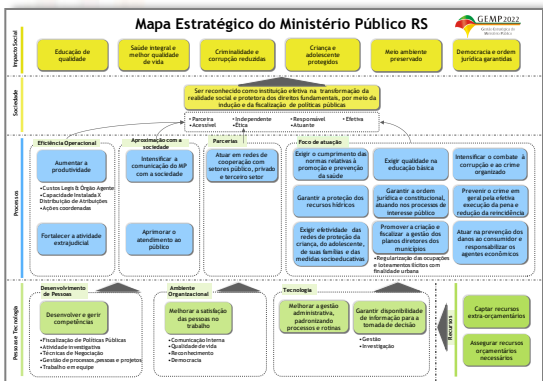 Mapa Estratégico do Ministério Público RS
GEMP2022
Impacto Social
Educação de
qualidade
Saúde integral e
melhor qualidade
de vida
Criminalidade e
corrupção reduzidas
Criança e
adolescente
protegidos
Meio ambiente
preservado
Democracia e ordem
jurídica garantidas
Sociedade
Ser reconhecido como instituição efetiva na transformação da
realidade social e protetora dos direitos fundamentais, por meio da
indução e da fiscalização de políticas públicas
•Parceira
•Acessível
•Independente
•Ética
•Responsável
•Atuante
•Efetiva
Processos
Eficiência Operacional
Aumentar a
produtividade
•Custos Legis & Órgão Agente
•Capacidade Instalada X
Distribuição de Atribuições
•Ações coordenadas
Fortalecer a atividade
extrajudicial
Aproximação com a
sociedade
Intensificar a
comunicação do MP
com a sociedade
Aprimorar o
atendimento ao
público
Parcerias
Atuar em redes de
cooperação com
setores público, privado
e terceiro setor
Foco de atuação
Exigir o cumprimento das
normas relativas à
promoção e prevenção
da saúde
Exigir qualidade na
educação básica
Intensificar o combate à
corrupção e ao crime
organizado
Garantir a proteção dos
recursos hídricos
Garantir a ordem
jurídica e constitucional,
atuando nos processos de
interesse público
Prevenir o crime em
geral pela efetiva
execução da pena e
redução da reincidência
Exigir efetividade das
redes de proteção da
criança, do adolescente,
de suas famílias e das
medidas socioeducativas
Promover a criação e
fiscalizar a gestão dos
planos diretores dos
municípios
•Regularização das ocupações
e loteamentos ilícitos com
finalidade urbana
Atuar na prevenção dos
danos ao consumidor e
responsabilizar os
agentes econômicos
Pessoas e Tecnologia
Desenvolvimento
de Pessoas
Desenvolver e gerir
competências
•Fiscalização de Políticas Públicas
•Atividade Investigativa
•Técnicas de Negociação
•Gestão de processos, pessoas e projetos
•Trabalho em equipe
Ambiente
Organizacional
Melhorar a satisfação
das pessoas no
trabalho
•Comunicação Interna
•Qualidade de vida
•Reconhecimento
•Democracia
Tecnologia
Melhorar a gestão
administrativa,
padronizando
processos e rotinas
Garantir disponibilidade
de informação para a
tomada de decisão
•Gestão
•Investigação
Recursos
Captar recursos
extra-orçamentários
Assegurar recursos
orçamentários
necessários